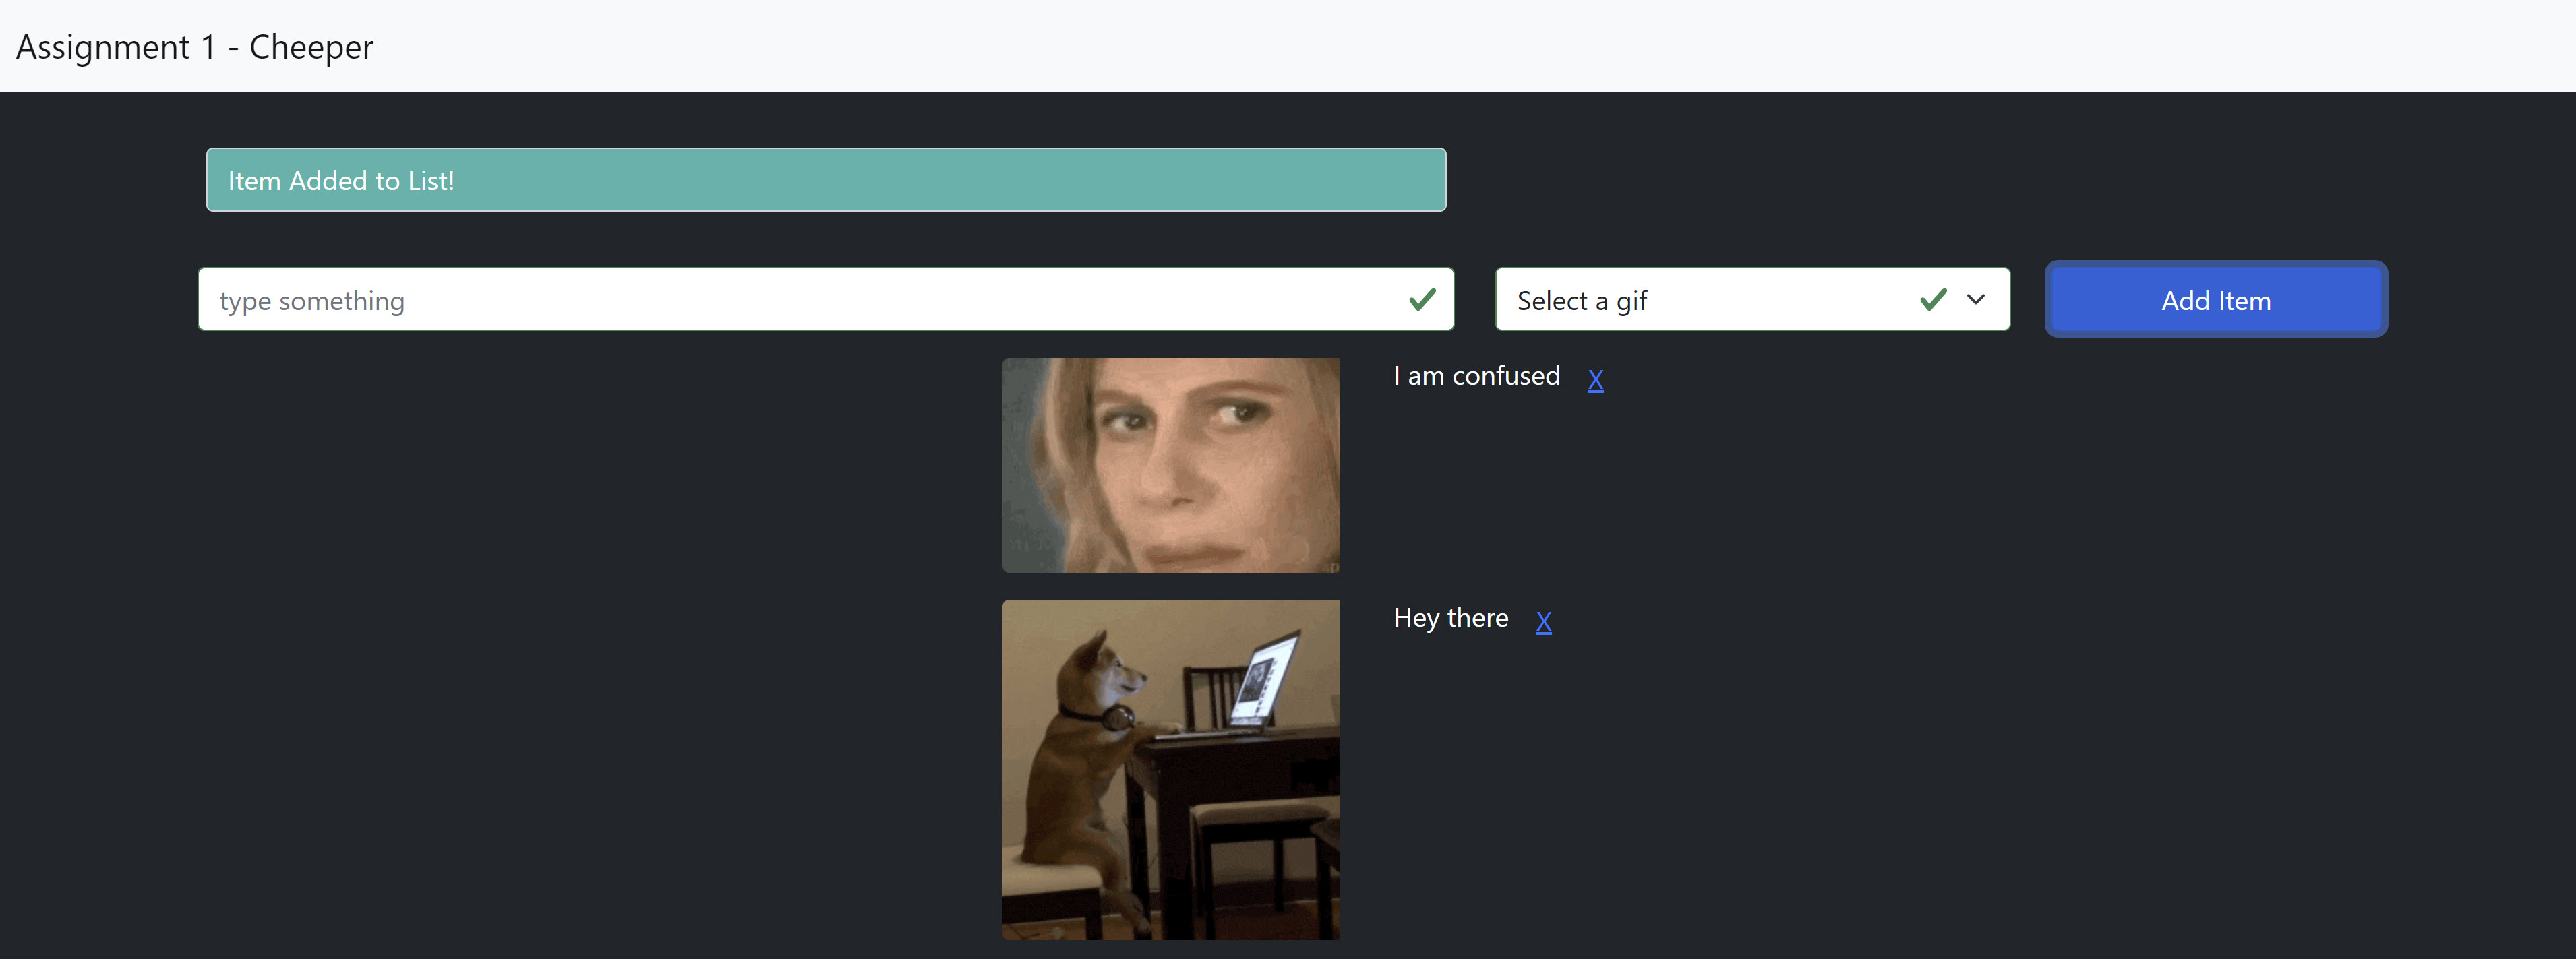 Assignment 1 - Cheeper
Item Added to List!
type something
Select a gif
Add Item
I am confused X
Hey there X